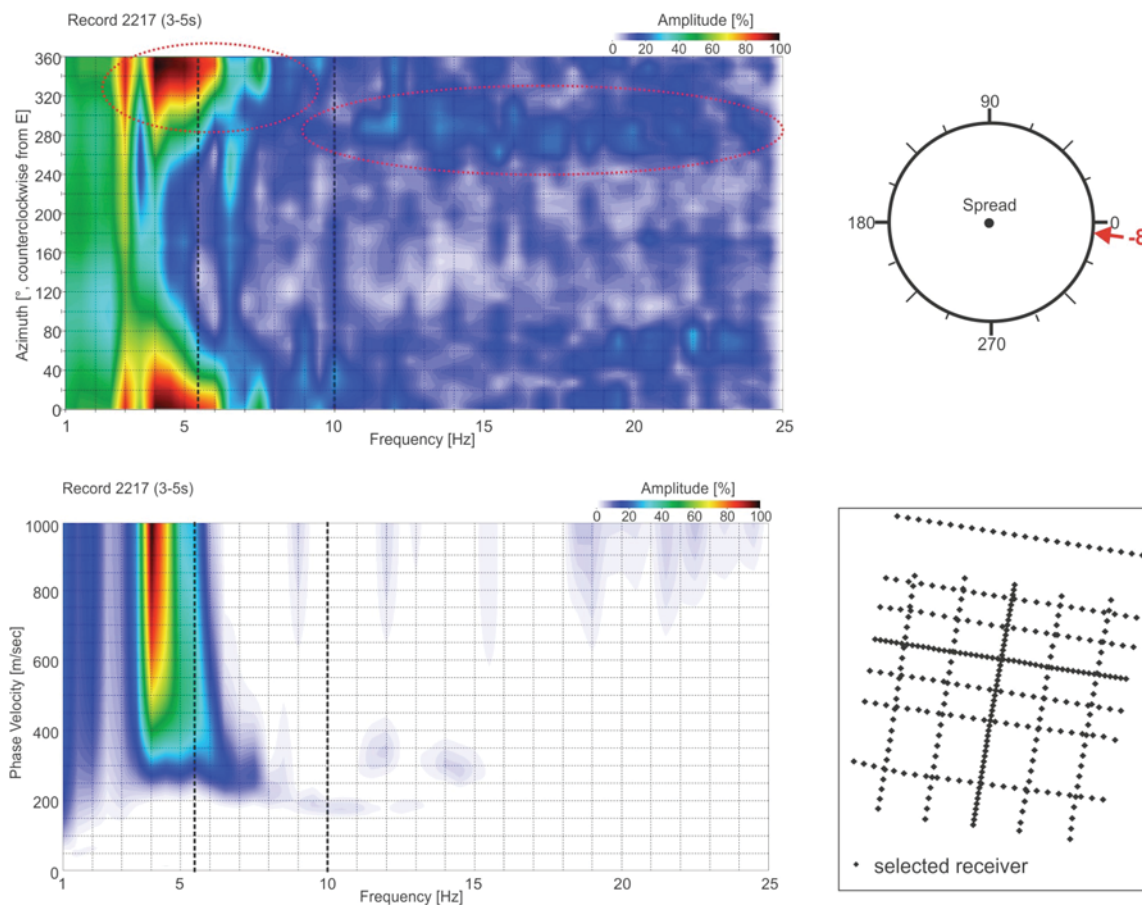 Record 2217 (3-5s)
Amplitude [%]
0 20 40 60 80 100
360
320
280
240
200
160
120
80
40
0
Azimuth [°, counterclockwise from E]
1 5 10 15 20 25
Frequency [Hz]
90
180
Spread
0
-8
270
Record 2217 (3-5s)
Amplitude [%]
0 20 40 60 80 100
1000
800
600
400
200
0
Phase Velocity [m/sec]
1 5 10 15 20 25
Frequency [Hz]
selected receiver